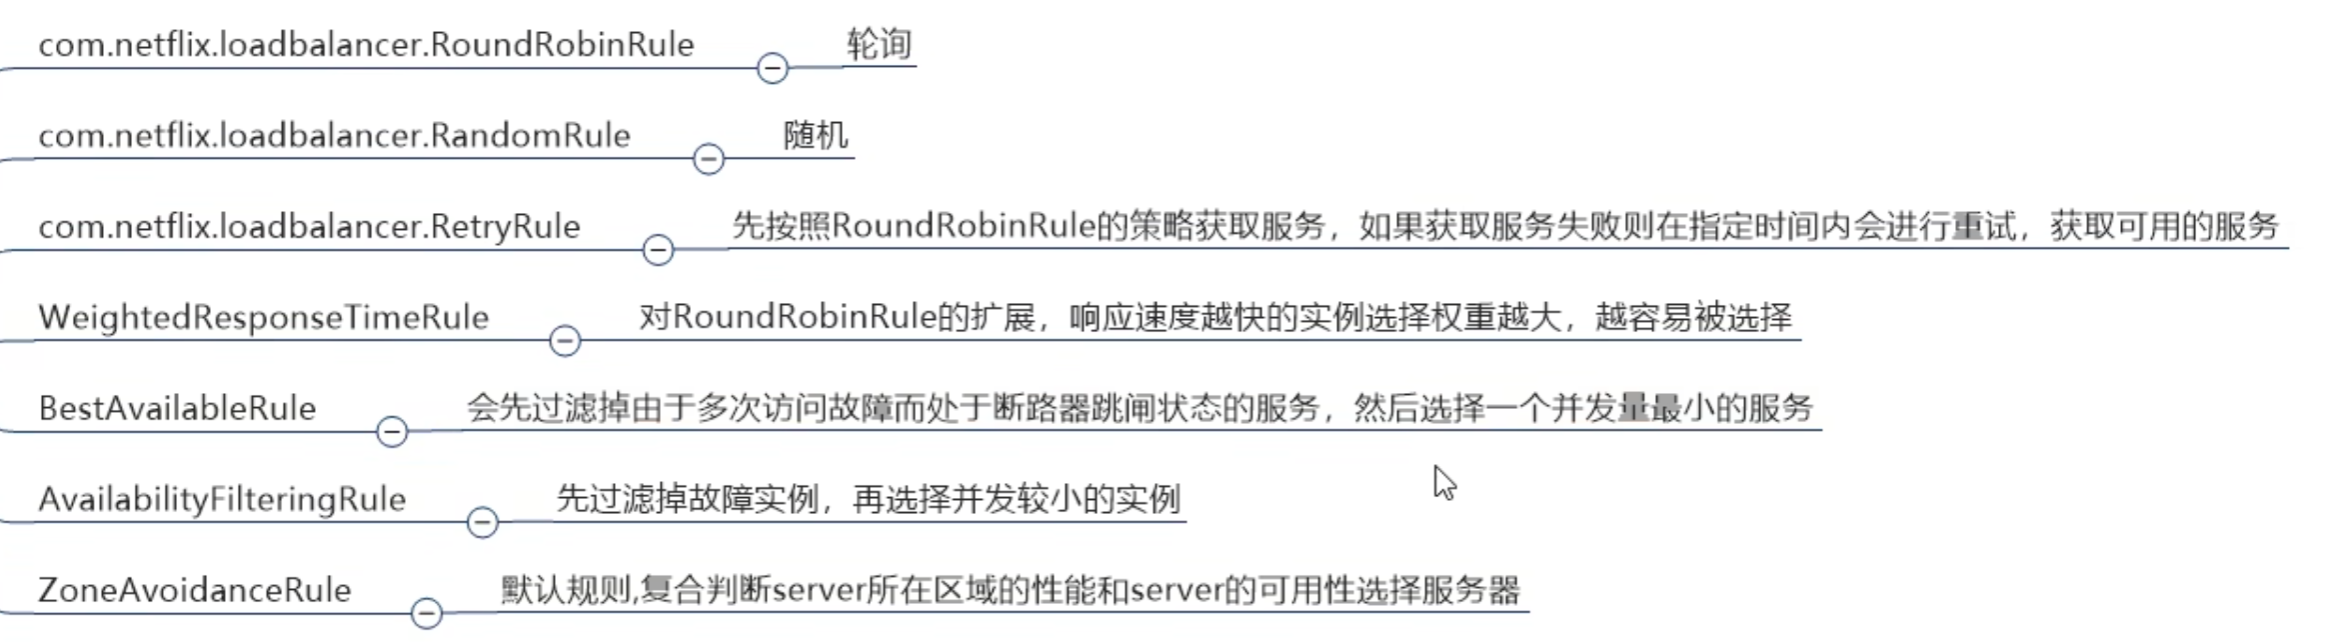 com.netflix.loadbalancer.RoundRobinRule 轮询
com.netflix.loadbalancer.RandomRule 随机
com.netflix.loadbalancer.RetryRule 先按照RoundRobinRule的策略获取服务，如果获取服务失败则在指定时间内会进行重试，获取可用的服务
WeightedResponseTimeRule 对RoundRobinRule的扩展，响应速度越快的实例选择权重越大，越容易被选择
BestAvailableRule 会先过滤掉由于多次访问故障而处于断路器跳闸状态的服务，然后选择一个并发量最小的服务
AvailabilityFilteringRule 先过滤掉故障实例，再选择并发较小的实例
ZoneAvoidanceRule 默认规则,复合判断server所在区域的性能和server的可用性选择服务器